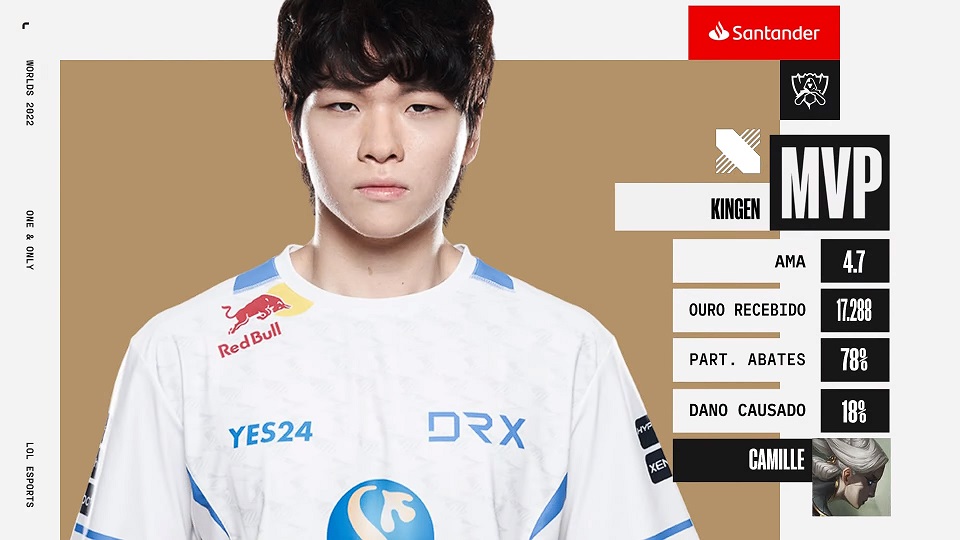 WORLDS 2022
ONE & ONLY
LOL ESPORTS
Santander
MVP
KINGEN
AMA 4.7
OURO RECEBIDO 17.288
PART. ABATES 78%
DANO CAUSADO 18%
CAMILLE
Red Bull
YES24
DRX